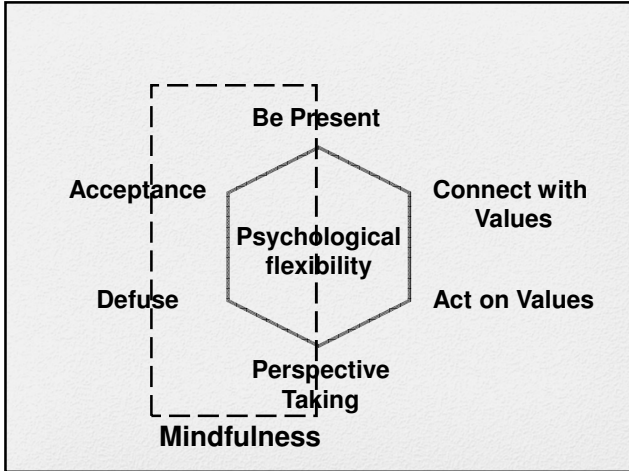 Be Present
Acceptance
Connect with
Values
Psychological
flexibility
Defuse
Act on Values
Perspective
Taking
Mindfulness